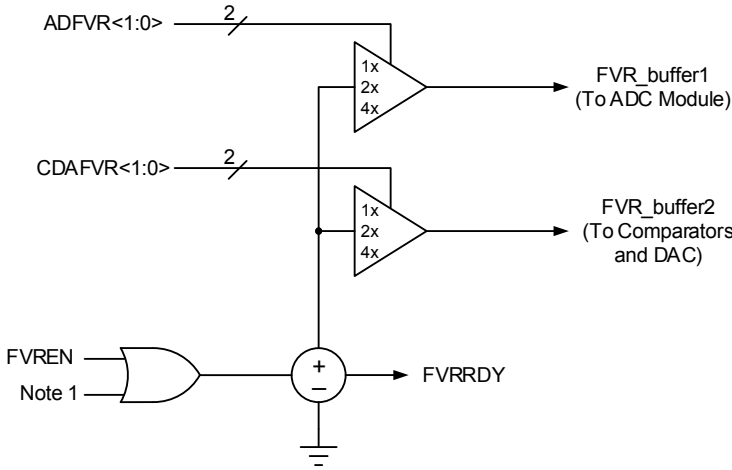 ADFVR<1:0>
2
1x
2x
4x
FVR_buffer1
(To ADC Module)
CDAFVR<1:0>
2
1x
2x
4x
FVR_buffer2
(To Comparators
and DAC)
FVREN
Note 1
+
–
FVRRDY